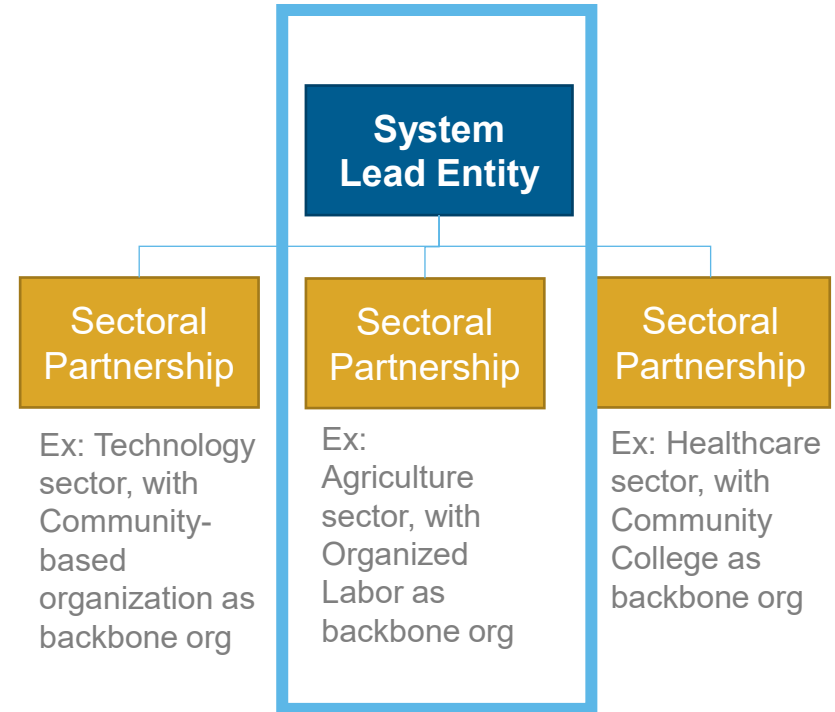 System
Lead Entity
Sectoral
Partnership
Ex: Technology
sector, with
Community-
based
organization as
backbone org
Sectoral
Partnership
Ex:
Agriculture
sector, with
Organized
Labor as
backbone org
Sectoral
Partnership
Ex: Healthcare
sector, with
Community
College as
backbone org